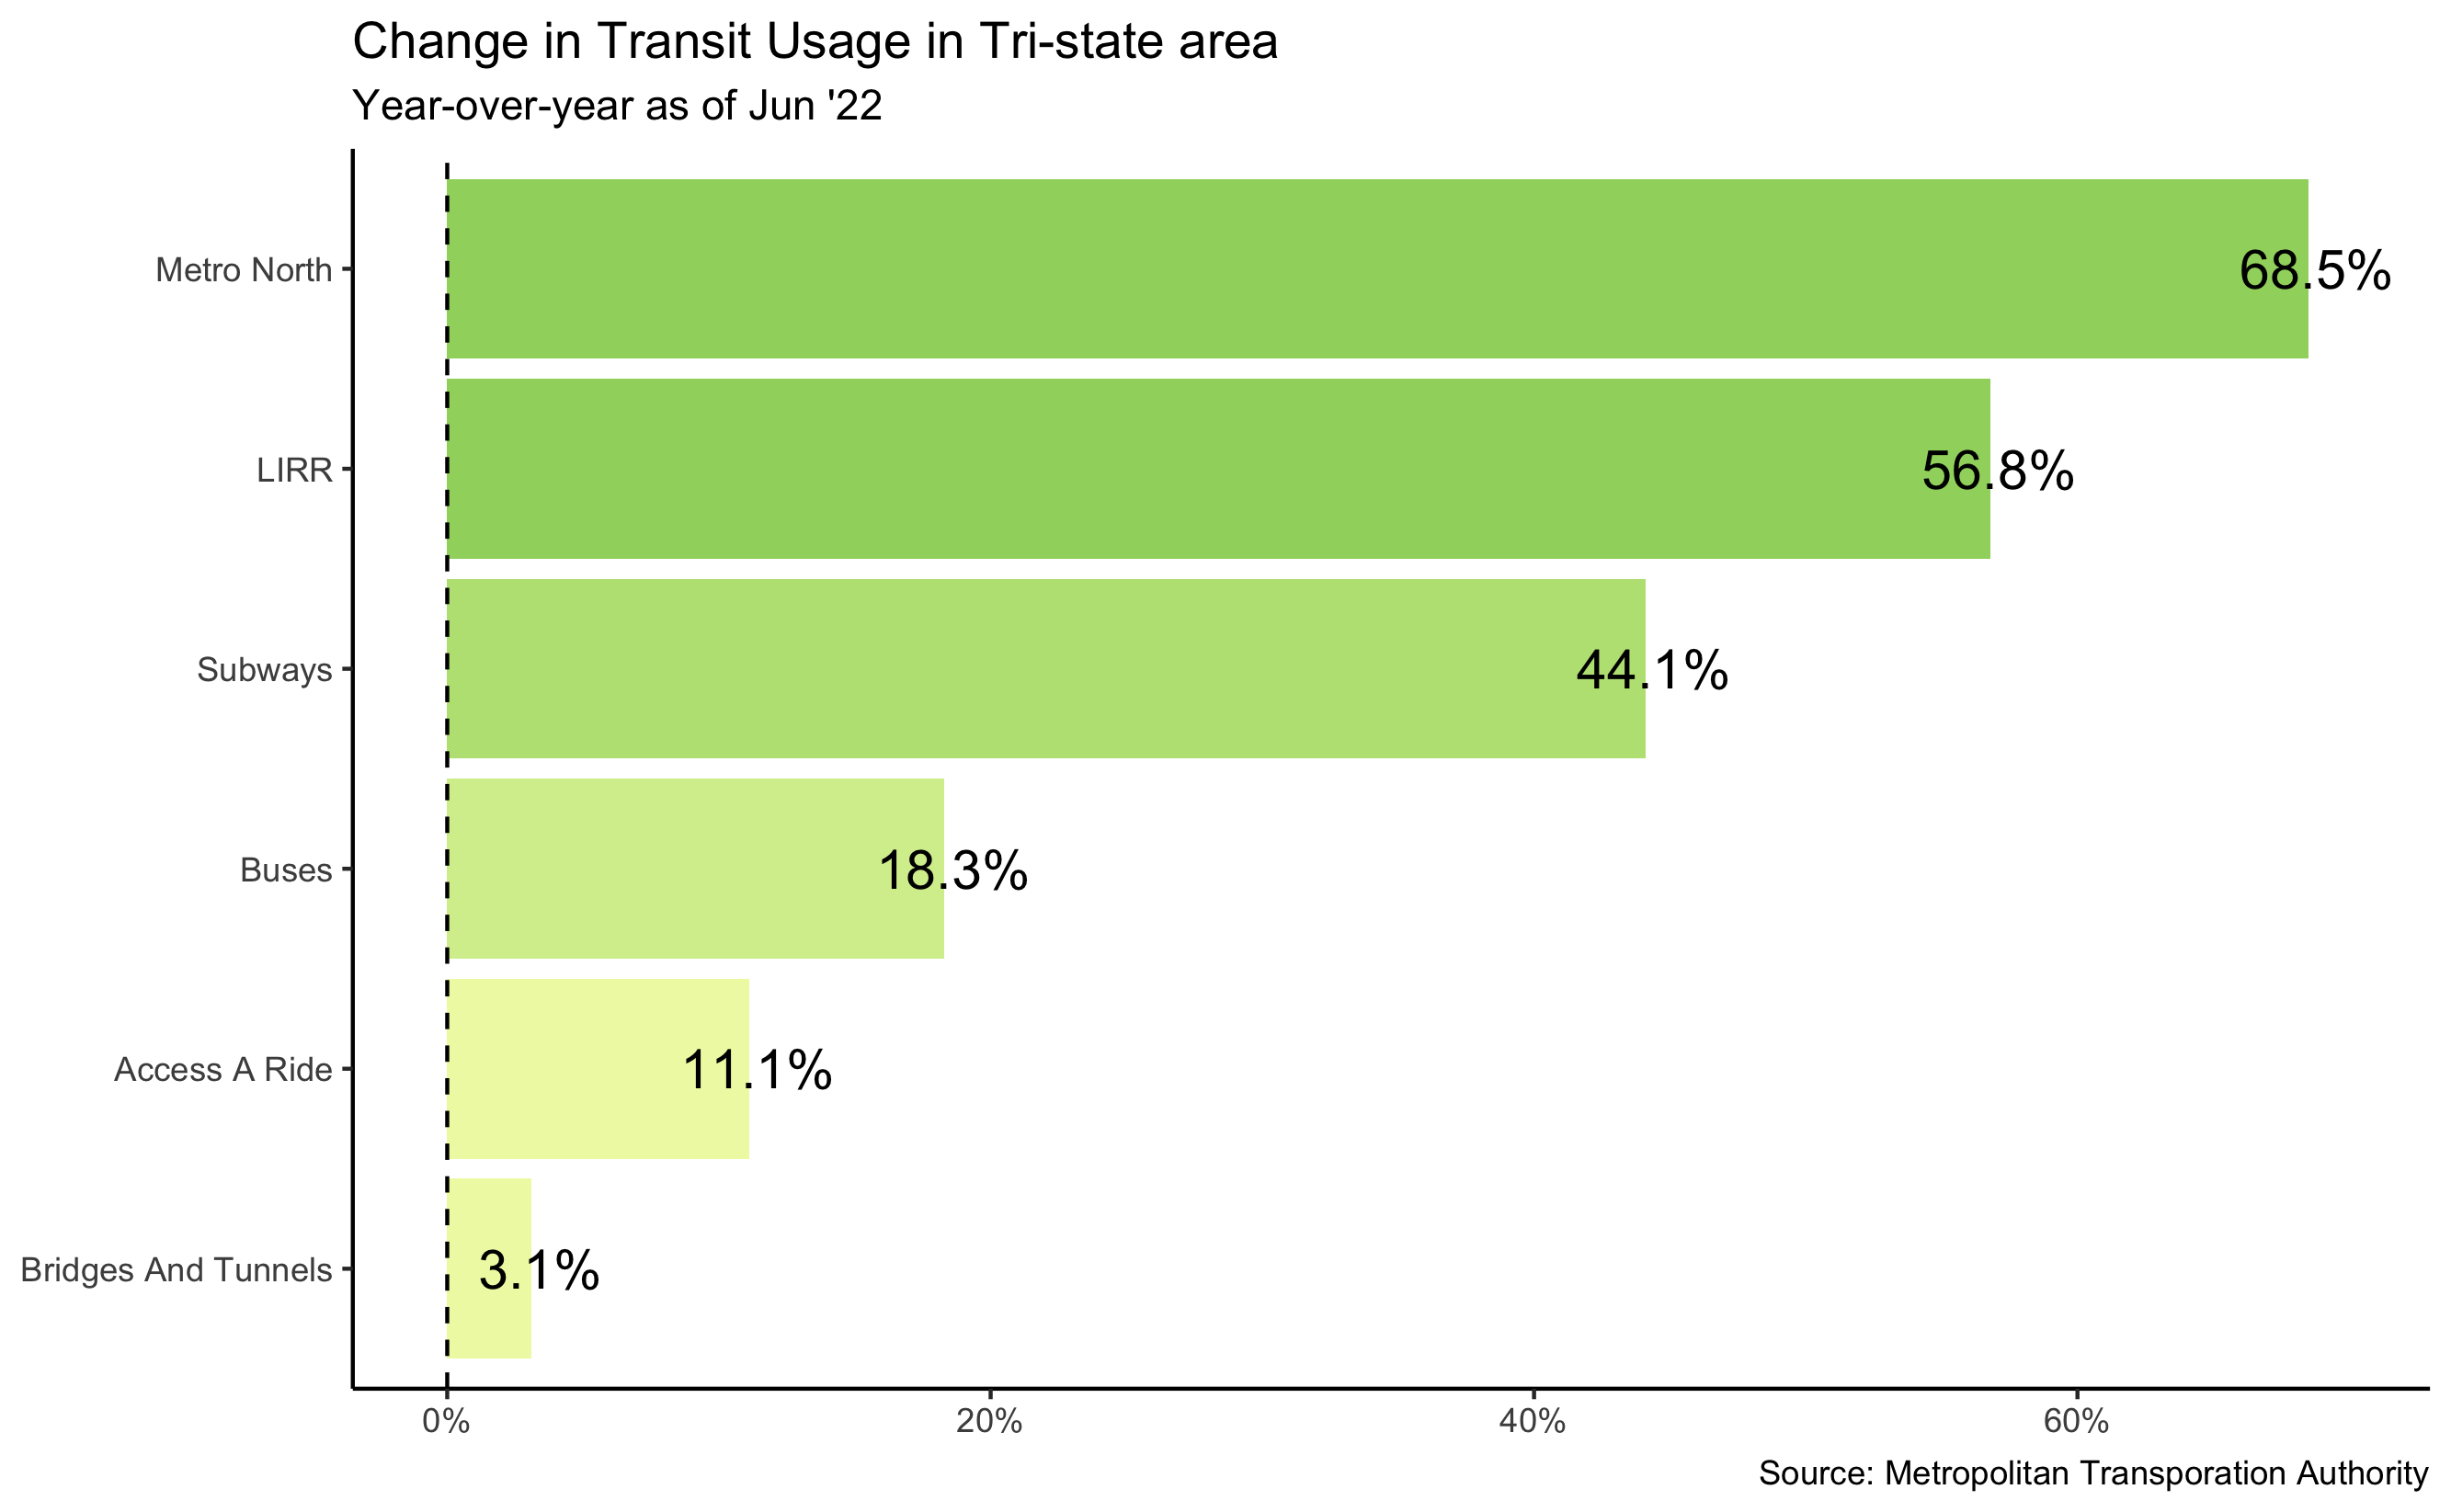 Change in Transit Usage in Tri-state area
Year-over-year as of Jun '22
Metro North
68.5%
LIRR
56.8%
Subways
44.1%
Buses
18.3%
Access A Ride
11.1%
Bridges And Tunnels
3.1%
0%
20%
40%
60%
Source: Metropolitan Transporation Authority